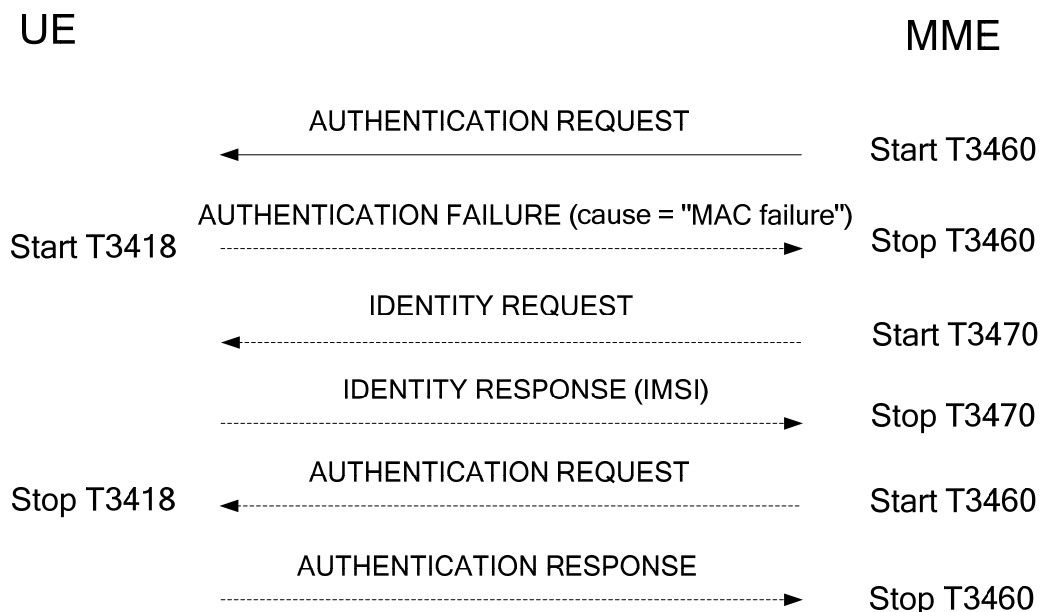 UE
MME
AUTHENTICATION REQUEST
Start T3460
AUTHENTICATION FAILURE (cause = "MAC failure")
Start T3418
Stop T3460
IDENTITY REQUEST
Start T3470
IDENTITY RESPONSE (IMSI)
Stop T3470
AUTHENTICATION REQUEST
Stop T3418
Start T3460
AUTHENTICATION RESPONSE
Stop T3460